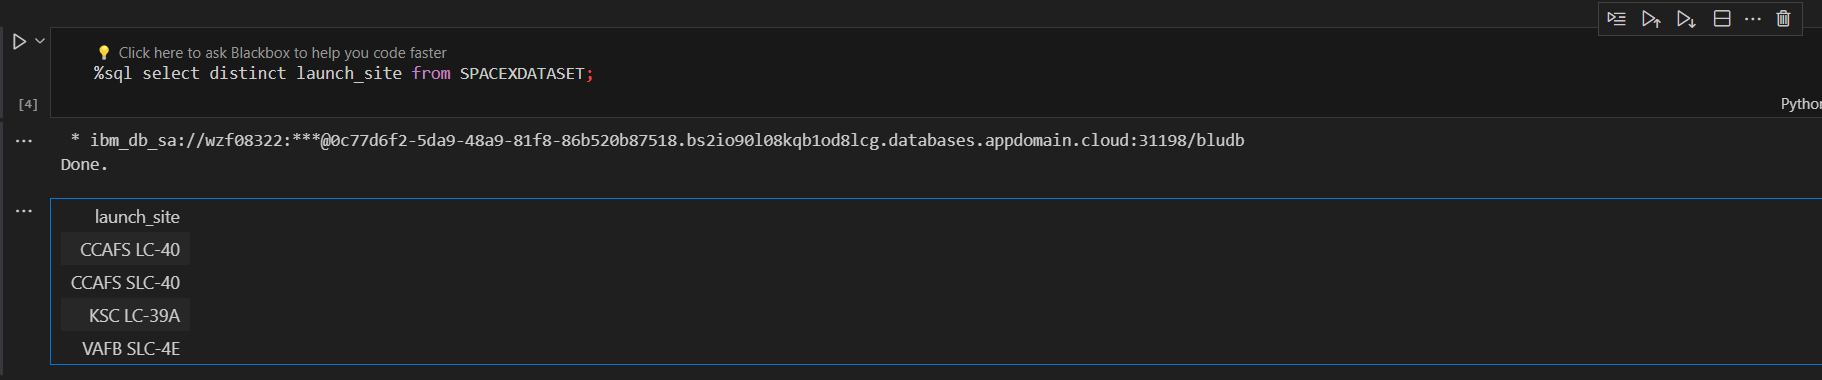 💡 Click here to ask Blackbox to help you code faster
%sql select distinct launch_site from SPACEXDATASET;
[4]
Python
* ibm_db_sa://wzf08322:***@0c77d6f2-5da9-48a9-81f8-86b520b87518.bs2io90l08kqb1od8lcg.databases.appdomain.cloud:31198/bludb
Done.
launch_site
CCAFS LC-40
CCAFS SLC-40
KSC LC-39A
VAFB SLC-4E